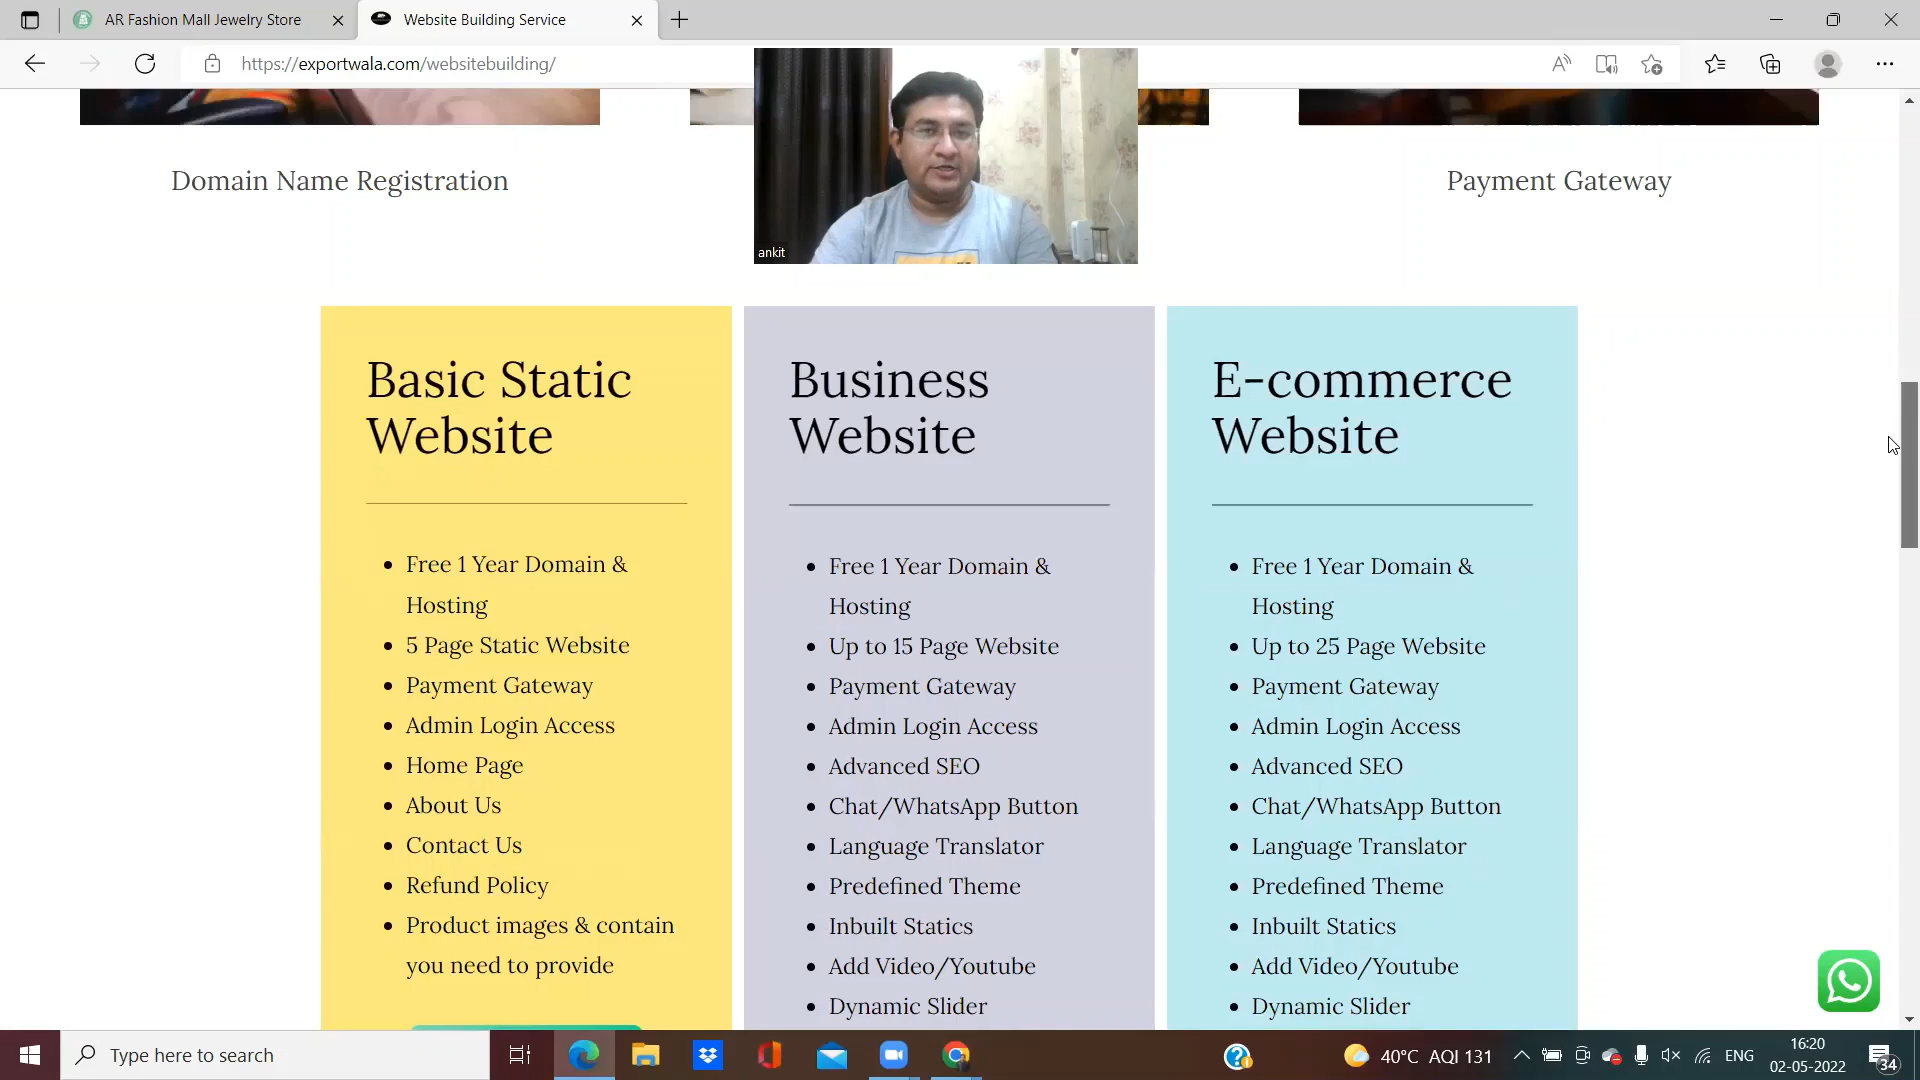 AR Fashion Mall Jewelry Store
Website Building Service
https://exportwala.com/websitebuilding/
ankit
Domain Name Registration
Payment Gateway
Basic Static
Website
Free 1 Year Domain &
Hosting
5 Page Static Website
Payment Gateway
Admin Login Access
Home Page
About Us
Contact Us
Refund Policy
Product images & contain
you need to provide
Business
Website
Free 1 Year Domain &
Hosting
Up to 15 Page Website
Payment Gateway
Admin Login Access
Advanced SEO
Chat/WhatsApp Button
Language Translator
Predefined Theme
Inbuilt Statics
Add Video/Youtube
Dynamic Slider
E-commerce
Website
Free 1 Year Domain &
Hosting
Up to 25 Page Website
Payment Gateway
Admin Login Access
Advanced SEO
Chat/WhatsApp Button
Language Translator
Predefined Theme
Inbuilt Statics
Add Video/Youtube
Dynamic Slider
Type here to search
40°C AQI 131
ENG
16:20
02-05-2022
34